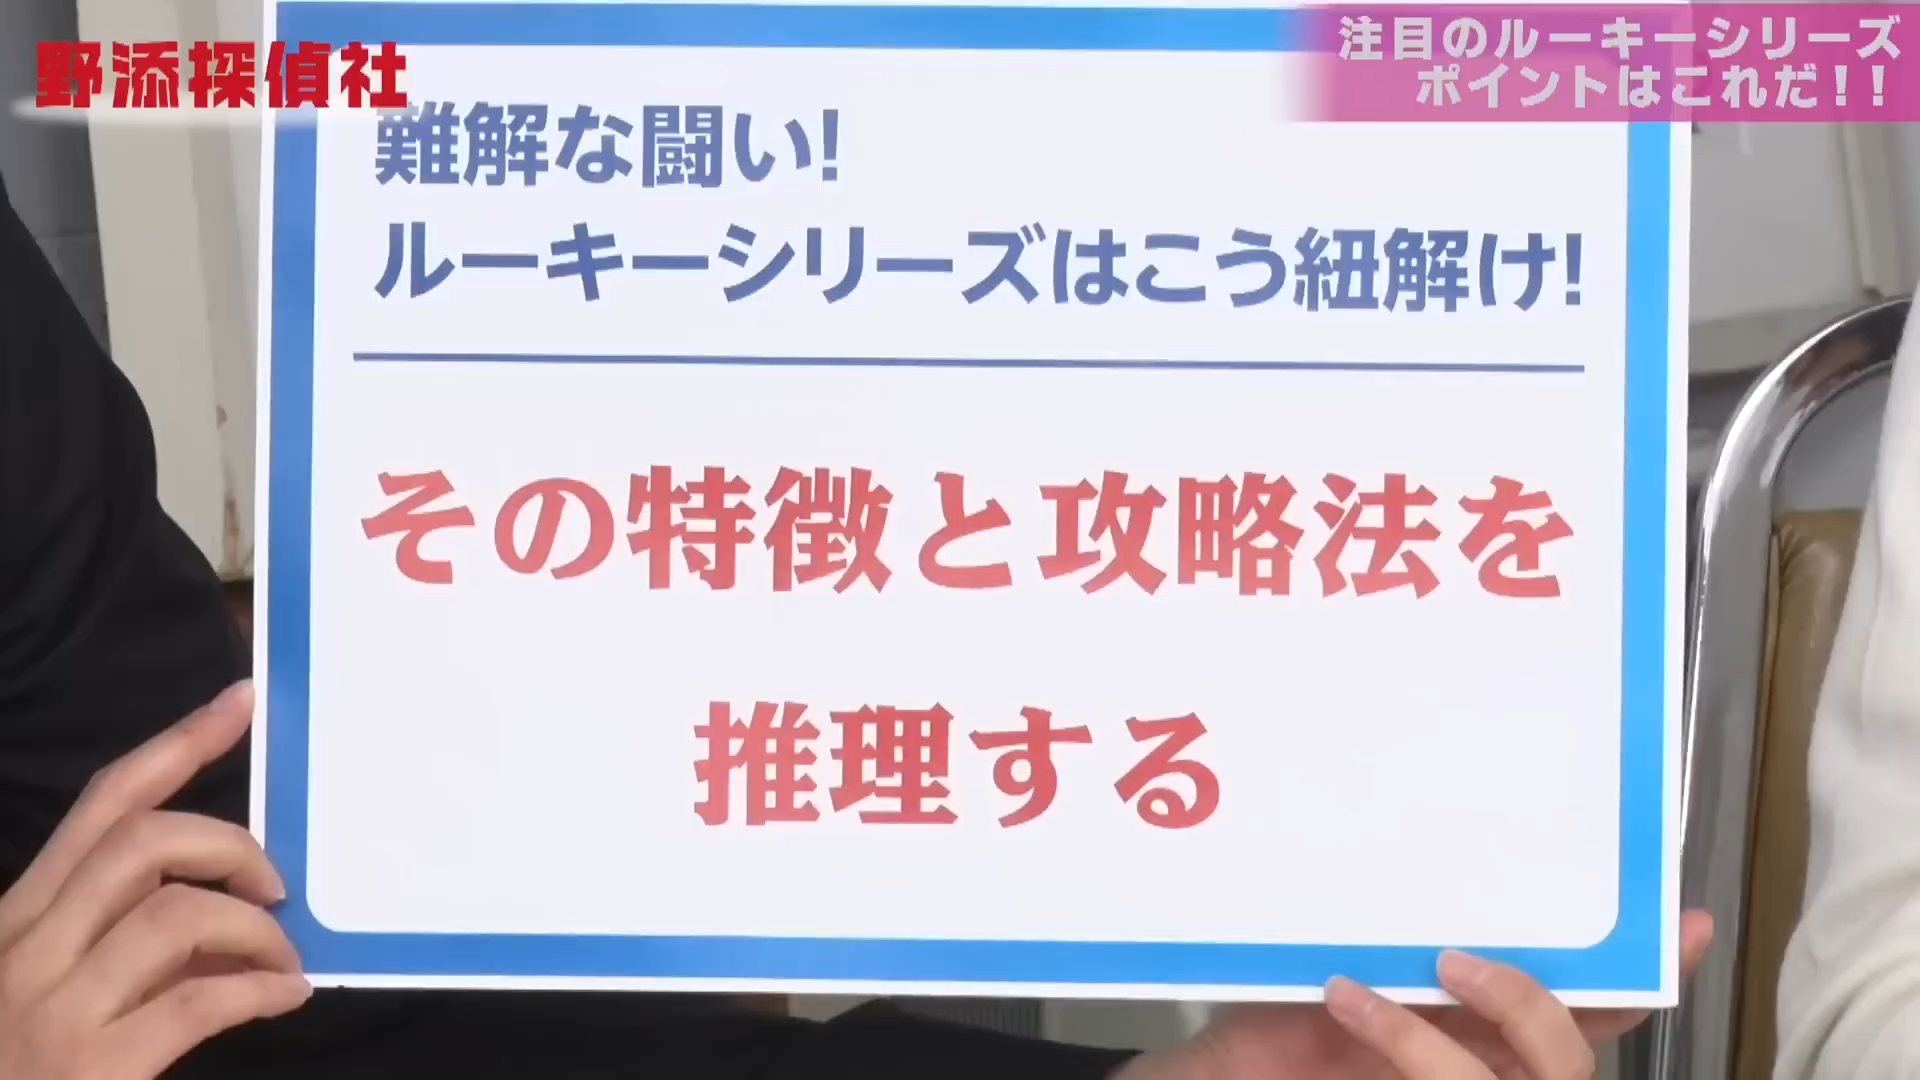 野添探偵社
注目のルーキーシリーズ
ポイントはこれだ！！
難解な闘い！
ルーキーシリーズはこう紐解け！
その特徴と攻略法を
推理する